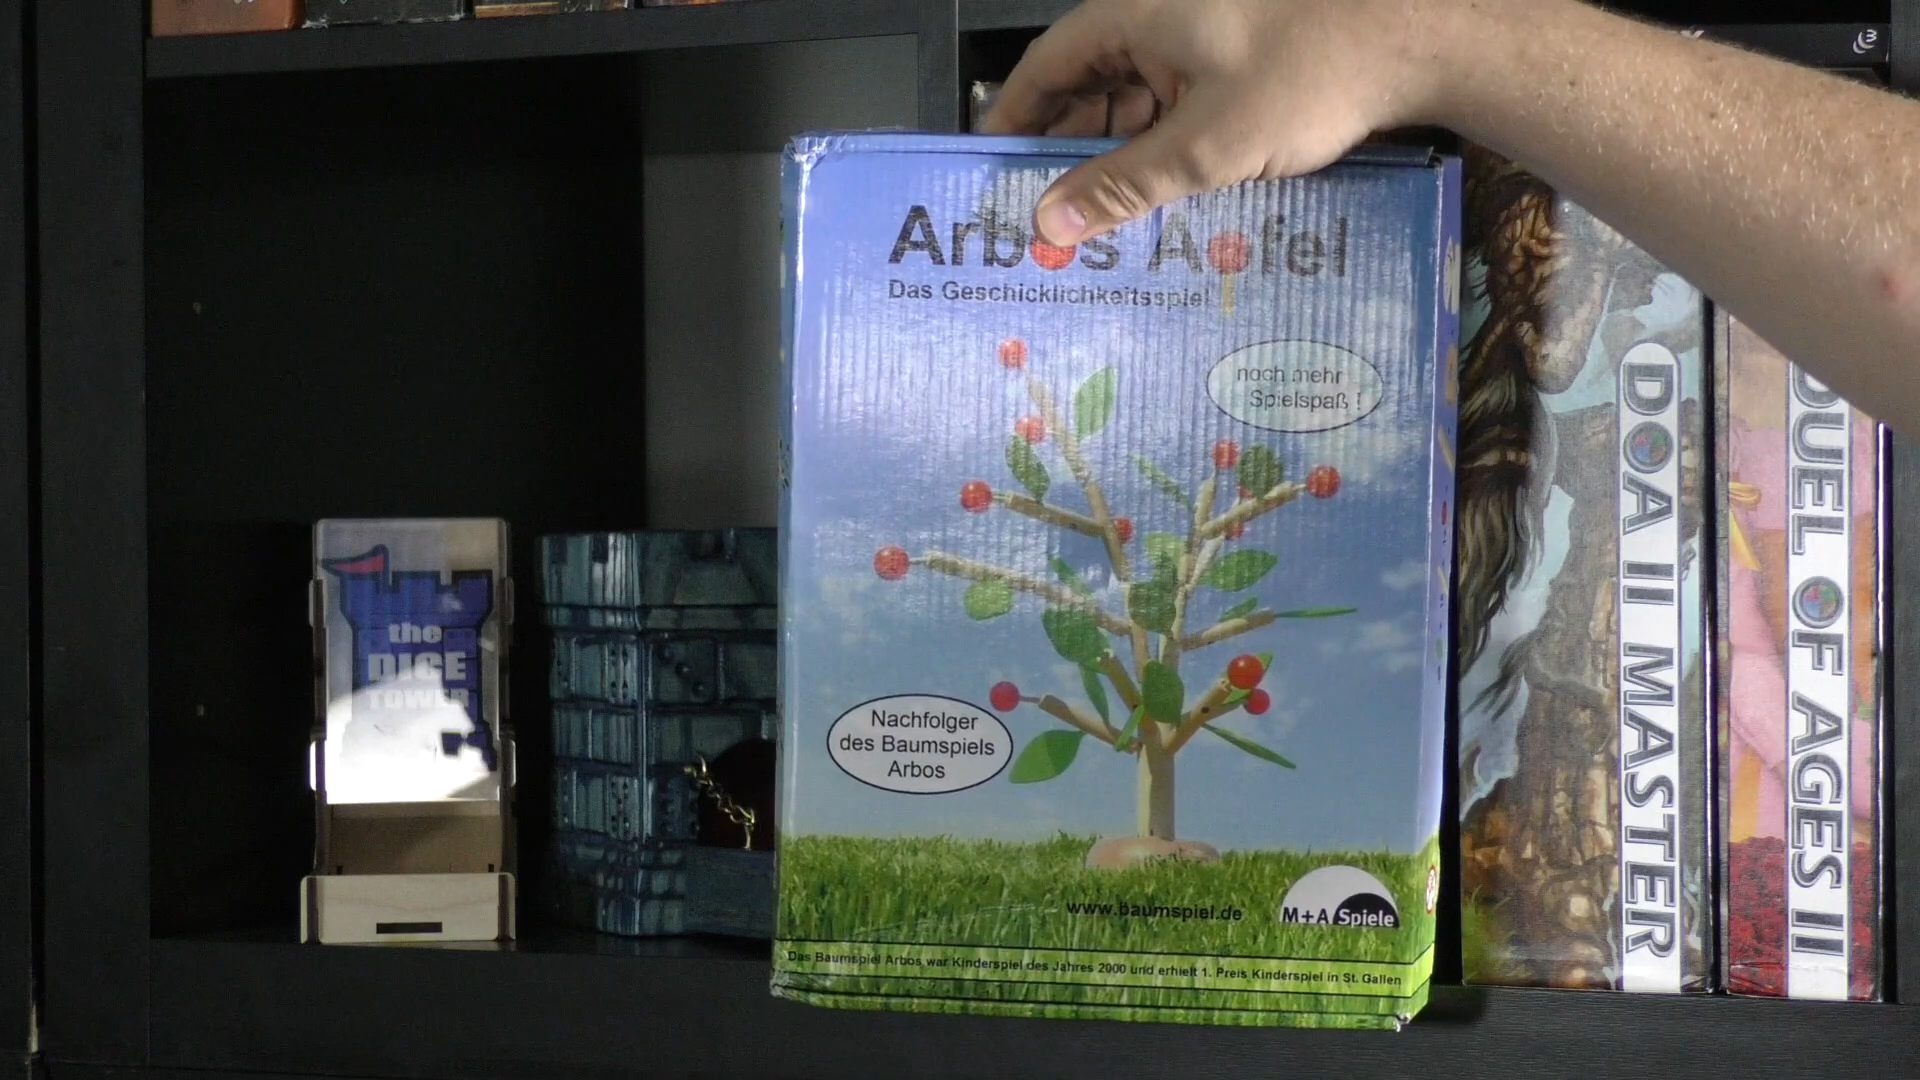 Arbos Apfel
Das Geschicklichkeitsspiel
noch mehr
Spielspaß !
Nachfolger
des Baumspiels
Arbos
www.baumspiel.de
M+A Spiele
Das Baumspiel Arbos war Kinderspiel des Jahres 2000 und erhielt 1. Preis Kinderspiel in St. Gallen
the
DICE
TOWER
DOA II MASTER
DUEL OF AGES II